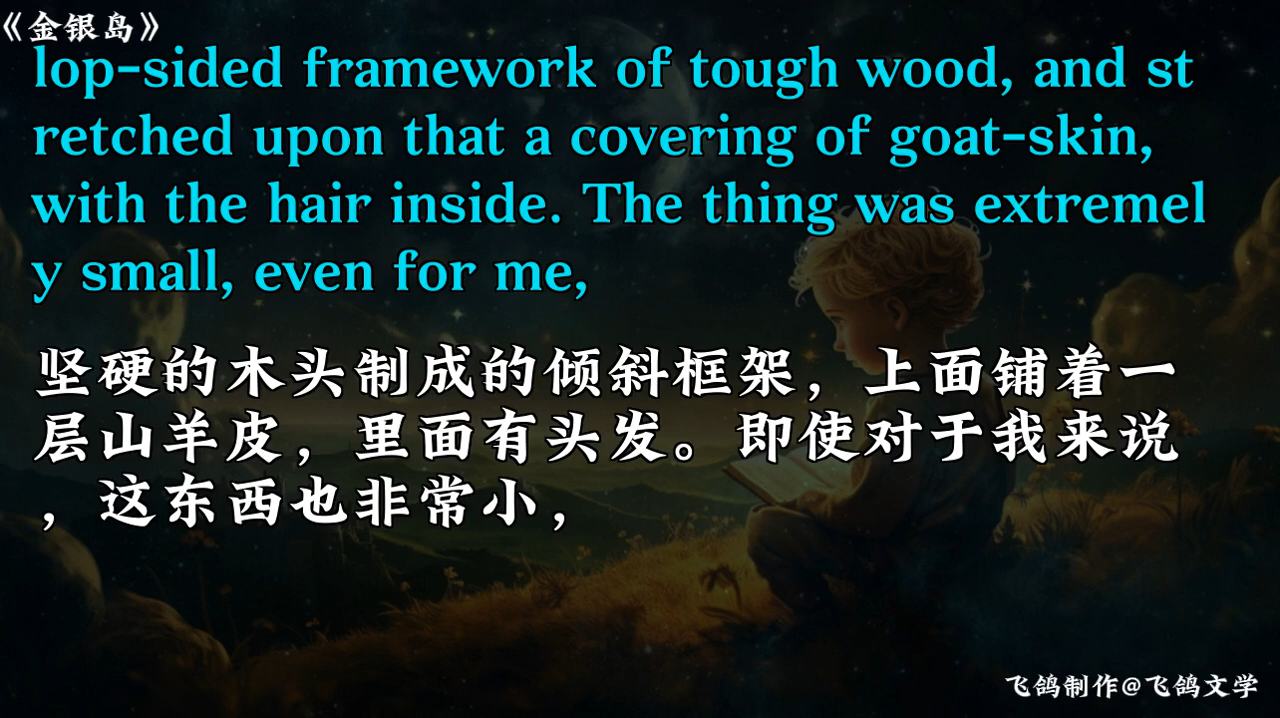 《金银岛》
lop-sided framework of tough wood, and st
retched upon that a covering of goat-skin,
with the hair inside. The thing was extremel
y small, even for me,
坚硬的木头制成的倾斜框架，上面铺着一
层山羊皮，里面有头发。即使对于我来说
，这东西也非常小，
飞鸽制作@飞鸽文学